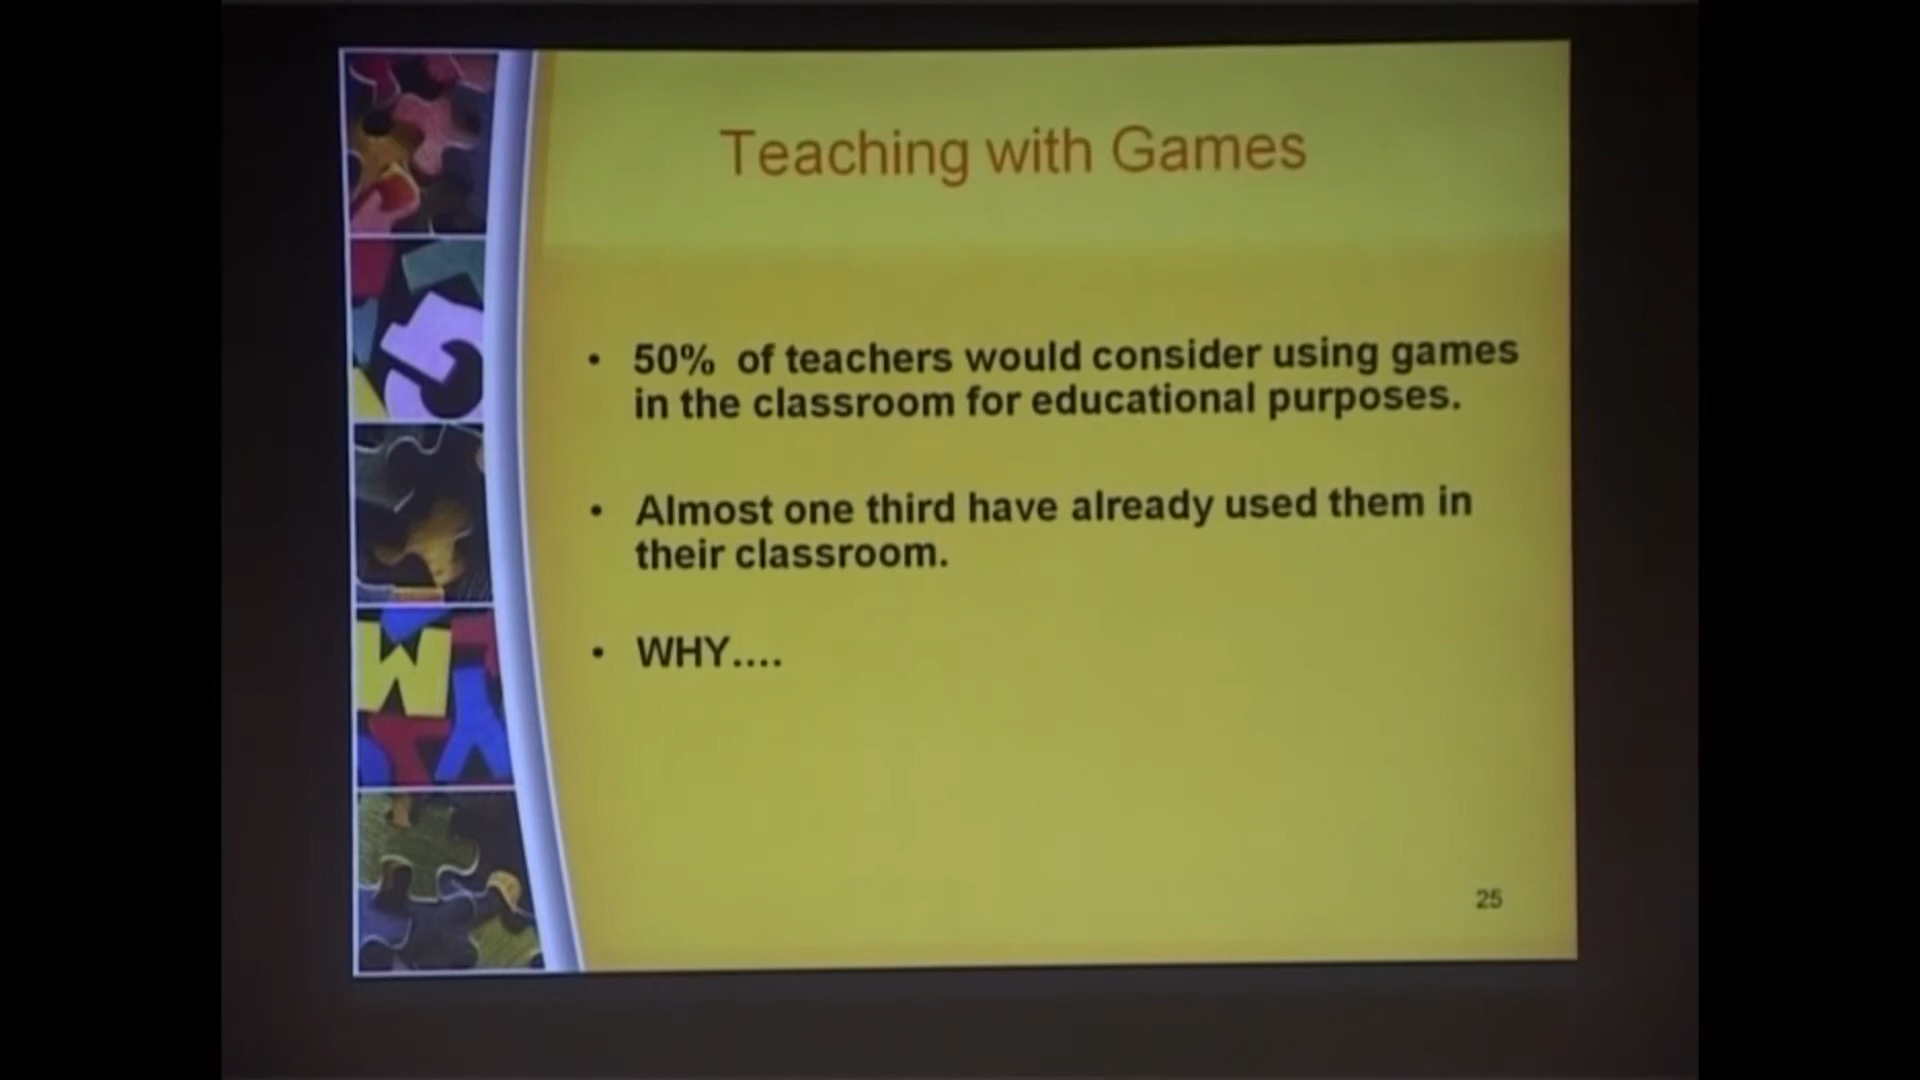 Teaching with Games
• 50% of teachers would consider using games
in the classroom for educational purposes.
• Almost one third have already used them in
their classroom.
• WHY....
25